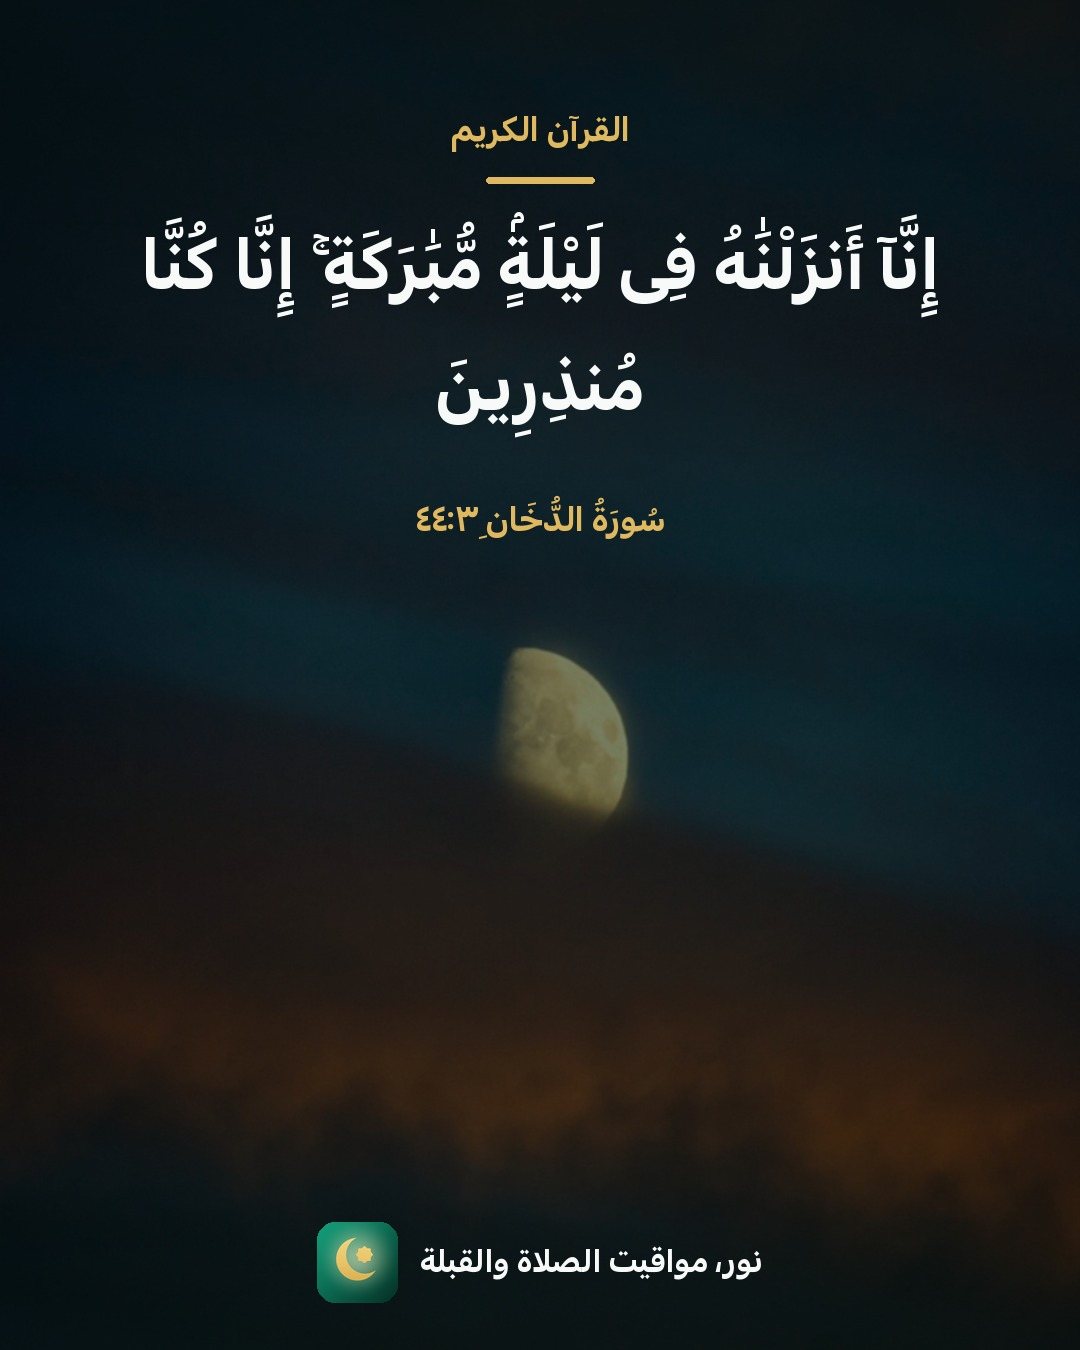 القرآن الكريم
إِنَّآ أَنزَلْنَٰهُ فِى لَيْلَةٍۢ مُّبَٰرَكَةٍ ۚ إِنَّا كُنَّا
مُنذِرِينَ
سُورَةُ الدُّخَانِ ٤٤:٣
نور، مواقيت الصلاة والقبلة